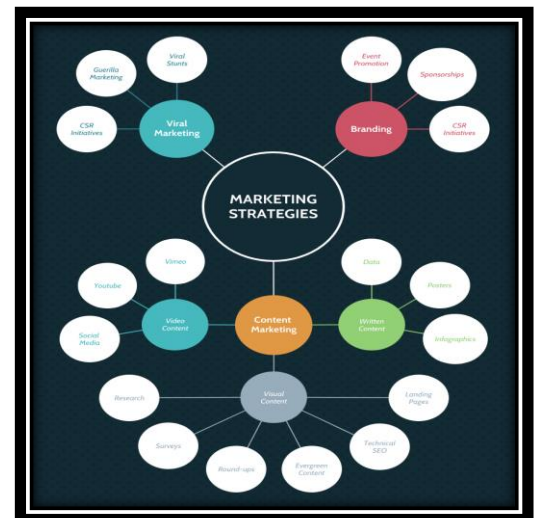 Viral
Stunts
Event
Promotion
Guerilla
Marketing
Sponsorships
CSR
Initiatives
Viral
Marketing
Branding
CSR
Initiatives
MARKETING
STRATEGIES
Vimeo
Data
Youtube
Posters
Social
Media
Video
Content
Content
Marketing
Written
Content
Infographics
Research
Visual
Content
Landing
Pages
Surveys
Technical
SEO
Round-ups
Evergreen
Content